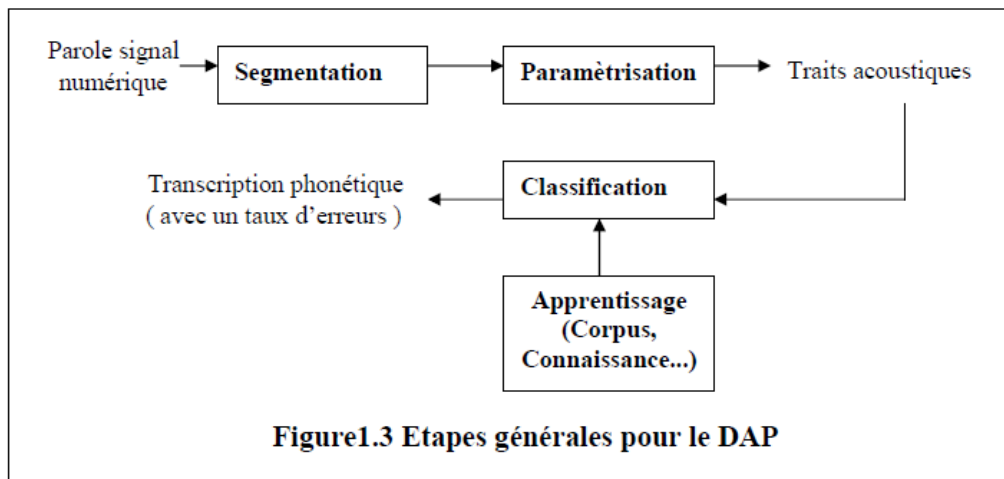 Parole signal
numérique
Segmentation
Paramètrisation
Traits acoustiques
Transcription phonétique
( avec un taux d’erreurs )
Classification
Apprentissage
(Corpus,
Connaissance...)
Figure1.3 Etapes générales pour le DAP